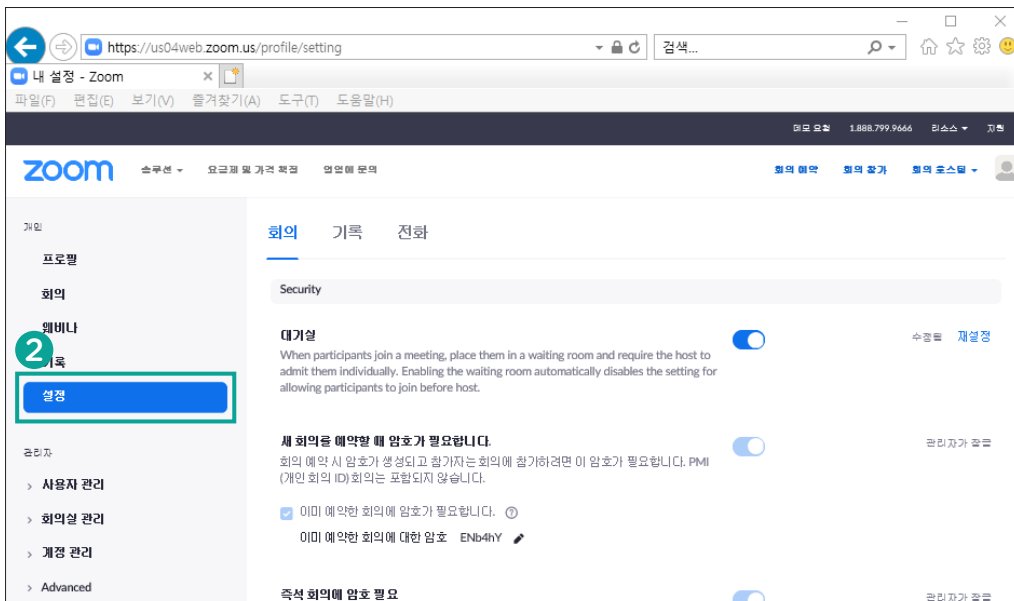 https://us04web.zoom.us/profile/setting
검색...
내 설정 - Zoom
파일(F) 편집(E) 보기(V) 즐겨찾기(A) 도구(T) 도움말(H)
데모 요청 1.888.799.9666 리소스 지원
zoom 솔루션 요금제 및 가격 책정 영업에 문의 회의 예약 회의 참가 회의 호스팅
개인
프로필
회의
웨비나
2
록
설정
관리자
사용자 관리
회의실 관리
계정 관리
Advanced
회의 기록 전화
Security
대기실
수정됨 재설정
When participants join a meeting, place them in a waiting room and require the host to
admit them individually. Enabling the waiting room automatically disables the setting for
allowing participants to join before host.
새 회의를 예약할 때 암호가 필요합니다.
관리자가 잠금
회의 예약 시 암호가 생성되고 참가자는 회의에 참가하려면 이 암호가 필요합니다. PMI
(개인 회의 ID) 회의는 포함되지 않습니다.
이미 예약한 회의에 암호가 필요합니다.
이미 예약한 회의에 대한 암호 ENb4hY
즉석 회의에 암호 필요
관리자가 잠금